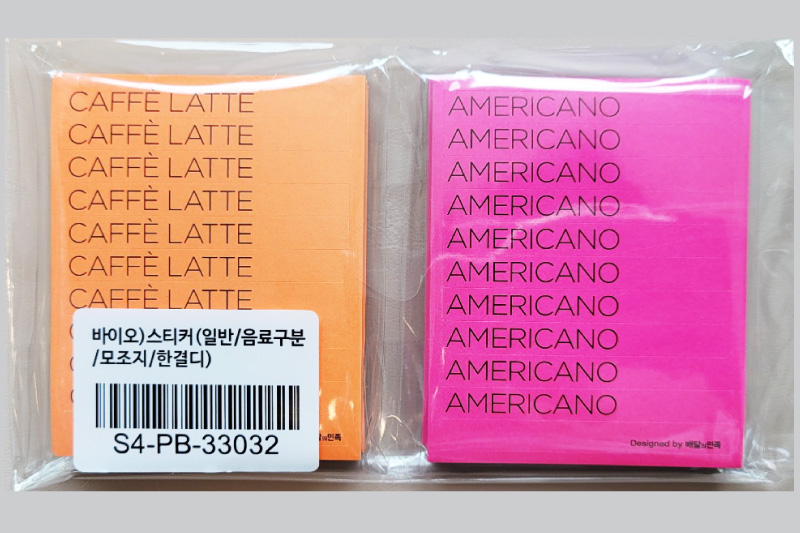 CAFFÈ LATTE
CAFFÈ LATTE
CAFFÈ LATTE
CAFFÈ LATTE
CAFFÈ LATTE
CAFFÈ LATTE
CAFFÈ LATTE
바이오)스티커(일반/음료구분
/모조지/한결디)
S4-PB-33032
민족
AMERICANO
AMERICANO
AMERICANO
AMERICANO
AMERICANO
AMERICANO
AMERICANO
AMERICANO
AMERICANO
AMERICANO
Designed by 배달의민족